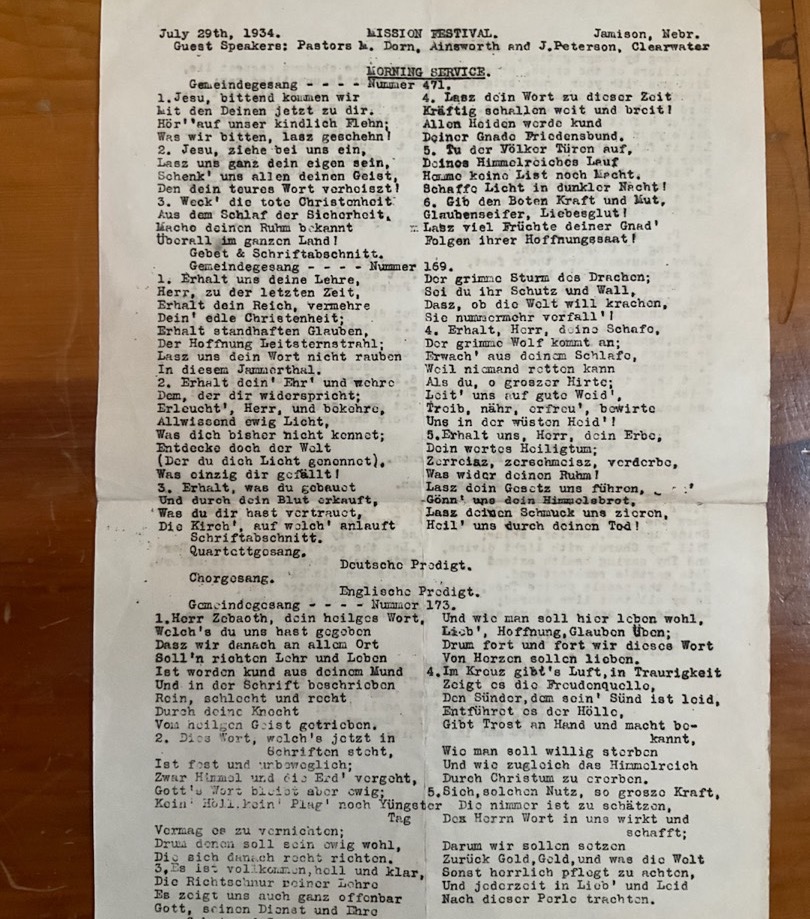 July 29th, 1934. MISSION FESTIVAL. Jamison, Nebr.
Guest Speakers: Pastors M. Dorn, Ainsworth and J.Peterson, Clearwater
MORNING SERVICE.
Gemeindegesang - - - - Nummer 471.
1.Jesu, bittend kommen wir
Mit den Deinen jetzt zu dir.
Hör''auf unser kindlich Flehn;
Was wir bitten, lasz geschehn!
2. Jesu, ziehe bei uns ein,
Lasz uns ganz dein eigen sein,
Schenk' uns allen deinen Geist,
Den dein teures Wort verheiszt!
3. Weck' die tote Christenheit
Aus dem Schlaf der Sicherheit,
Mache deinen Ruhm bekannt
Überall im ganzen Land!
4. Lasz dein Wort zu dieser Zeit
Kräftig schallen weit und breit!
Allen Heiden werde kund
Deiner Gnade Friedensbund.
5. Tu der Völker Türen auf,
Deines Himmelreiches Lauf
Hemme keine List noch Macht.
Schaffe Licht in dunkler Nacht!
6. Gib den Boten Kraft und Mut,
Glaubenseifer, Liebesglut!
Lasz viel Früchte deiner Gnad'
Folgen ihrer Hoffnungssaat!
Gebet & Schriftabschnitt.
Gemeindegesang - - - - Nummer 169.
1. Erhalt uns deine Lehre,
Herr, zu der letzten Zeit,
Erhalt dein Reich, vermehre
Dein' edle Christenheit;
Erhalt standhaften Glauben,
Der Hoffnung Leitsternstrahl;
Lasz uns dein Wort nicht rauben
In diesem Jammerthal.
2. Erhalt dein' Ehr' und wehre
Dem, der dir widerspricht;
Erleucht', Herr, und bekehre,
Allwissend ewig Licht,
Was dich bisher nicht kennet;
Entdecke doch der Welt
(Der du dich Licht genennet),
Was einzig dir gefällt!
3. Erhalt, was du gebauet
Und durch dein Blut erkauft,
Was du dir hast vertrauet,
Die Kirch', auf welch' anlauft
Der grimme Sturm des Drachen;
Sei du ihr Schutz und Wall,
Dasz, ob die Welt will krachen,
Sie nummermehr verfall'!
4. Erhalt, Herr, deine Schafe,
Der grimme Wolf kommt an;
Erwach' aus deinem Schlafe,
Weil niemand retten kann
Als du, o groszer Hirte;
Leit' uns auf gute Weid',
Treib, nähr, erfreu', bewirte
Uns in der wüsten Heid'!
5.Erhalt uns, Herr, dein Erbe,
Dein wertes Heiligtum;
Zerreisz, zerschmeisz, verderbe,
Was wider deinen Ruhm!
Lasz dein Gesetz uns führen,
Gönn' uns dein Himmelsbrot,
Lasz deinen Schmuck uns zieren,
Heil' uns durch deinen Tod!
Schriftabschnitt.
Quartettgesang.
Deutsche Predigt.
Chorgesang.
Englische Predigt.
Gemeindegesang - - - - Nummer 173.
1.Herr Zebaoth, dein heilges Wort,
Welch's du uns hast gegeben
Dasz wir danach an allem Ort
Soll'n richten Lehr und Leben
Ist worden kund aus deinem Mund
Und in der Schrift beschrieben
Rein, schlecht und recht
Durch deine Knecht
Vom heiligen Geist getrieben.
2. Dies Wort, welch's jetzt in
Schriften steht,
Ist fest und unbeweglich;
Zwar Himmel und die Erd' vergeht,
Gott's Wort bleibt aber ewig;
Kein' Höll,kein' Plag' noch Yüngster
Tag
Vermag es zu vernichten;
Drum denen soll sein ewig wohl,
Die sich danach recht richten.
3.Es ist vollkommen,hell und klar,
Die Richtschnur reiner Lehre
Es zeigt uns auch ganz offenbar
Gott, seinen Dienst und Ehre
Und wie man soll hier leben wohl,
Lieb', Hoffnung,Glauben Üben;
Drum fort und fort wir dieses Wort
Von Herzen sollen lieben.
4.Im Kreuz gibt's Luft,in Traurigkeit
Zeigt es die Freudenquelle,
Den Sünder,dem sein' Sünd ist leid,
Entführet es der Hölle,
Gibt Trost an Hand und macht be-
kannt,
Wie man soll willig sterben
Und wie zugleich das Himmelreich
Durch Christum zu ererben.
5.Sieh,solchen Nutz, so grosze Kraft,
Die nimmer ist zu schätzen,
Des Herrn Wort in uns wirkt und
schafft;
Darum wir sollen setzen
Zurück Gold,Geld,und was die Welt
Sonst herrlich pflegt zu achten,
Und jederzeit in Lieb' und Leid
Nach dieser Perle trachten.